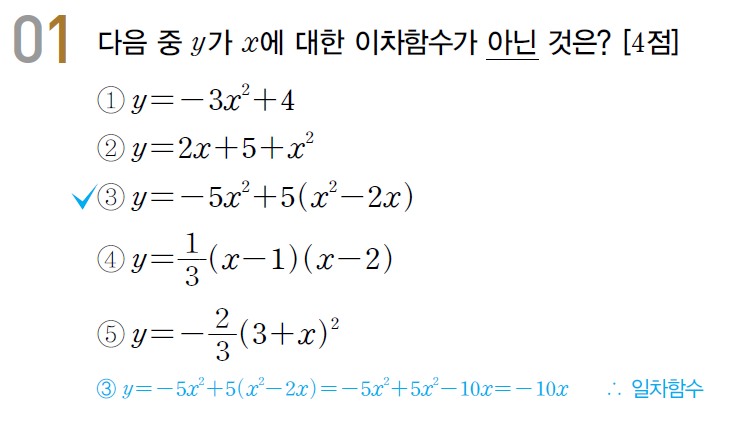 01 다음 중 y가 x에 대한 이차함수가 아닌 것은? [4점]
① y=-3x²+4
② y=2x+5+x²
③ y=-5x²+5(x²-2x)
④ y=1/3(x-1)(x-2)
⑤ y=-2/3(3+x)²
③ y=-5x²+5(x²-2x)=-5x²+5x²-10x=-10x ∴ 일차함수